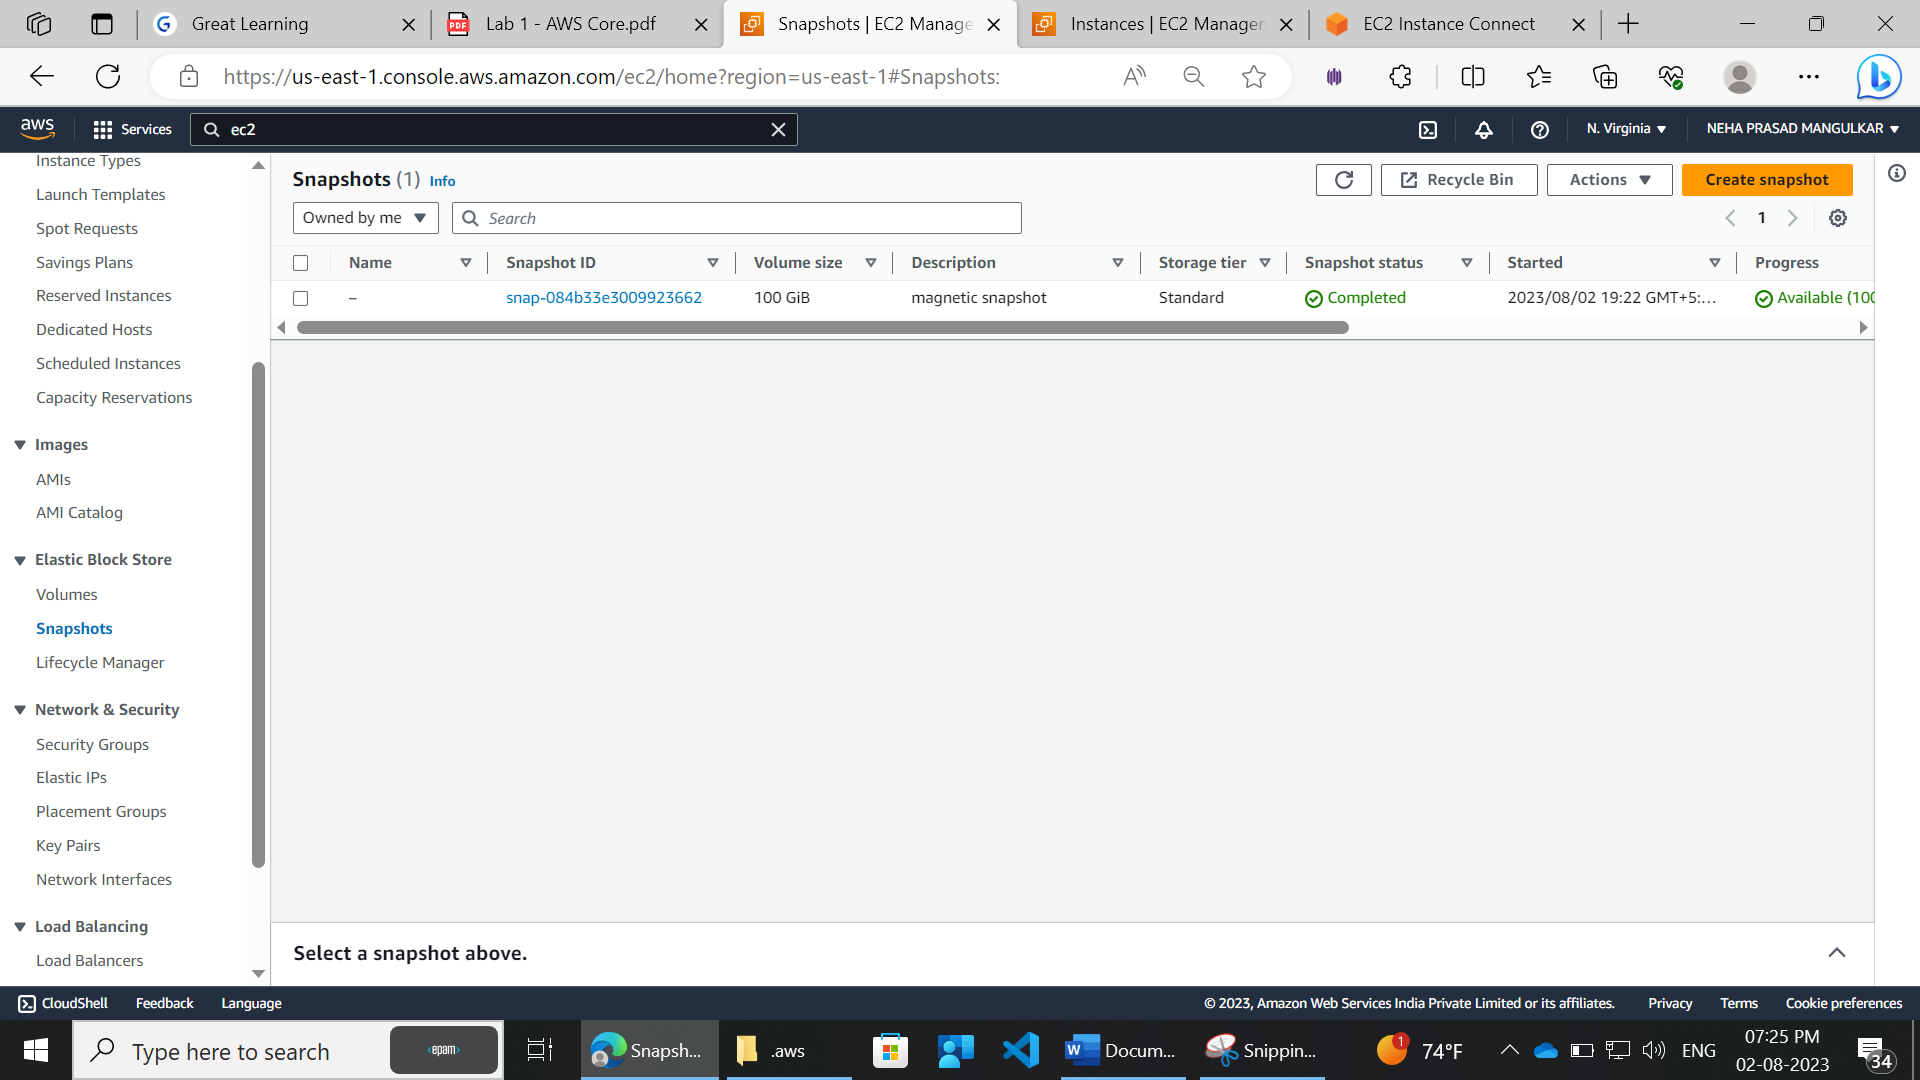 Great Learning
Lab 1 - AWS Core.pdf
Snapshots | EC2 Manage
Instances | EC2 Managem
EC2 Instance Connect
https://us-east-1.console.aws.amazon.com/ec2/home?region=us-east-1#Snapshots:
aws
Services
ec2
N. Virginia
NEHA PRASAD MANGULKAR
Instance Types
Launch Templates
Spot Requests
Savings Plans
Reserved Instances
Dedicated Hosts
Scheduled Instances
Capacity Reservations
Images
AMIs
AMI Catalog
Elastic Block Store
Volumes
Snapshots
Lifecycle Manager
Network & Security
Security Groups
Elastic IPs
Placement Groups
Key Pairs
Network Interfaces
Load Balancing
Load Balancers
Snapshots (1) Info
Recycle Bin
Actions
Create snapshot
Owned by me
Search
1
Name Snapshot ID Volume size Description Storage tier Snapshot status Started Progress
– snap-084b33e3009923662 100 GiB magnetic snapshot Standard Completed 2023/08/02 19:22 GMT+5:... Available (100
Select a snapshot above.
CloudShell Feedback Language
© 2023, Amazon Web Services India Private Limited or its affiliates. Privacy Terms Cookie preferences
Type here to search
<epam>
Snapsh...
.aws
Docum...
Snippin...
1
74°F
ENG
07:25 PM
02-08-2023
34